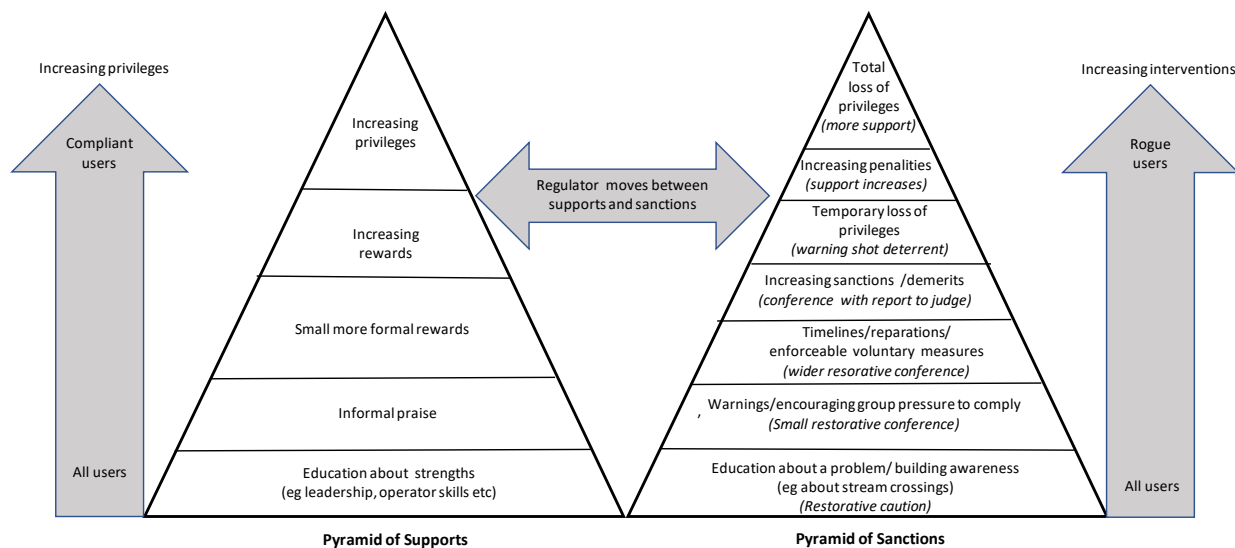 Increasing privileges
Compliant
users
All users
Increasing
privileges
Increasing
rewards
Small more formal rewards
Informal praise
Education about strengths
(eg leadership, operator skills etc)
Pyramid of Supports
Regulator moves between
supports and sanctions
Total
loss of
privileges
(more support)
Increasing penalities
(support increases)
Temporary loss of
privileges
(warning shot deterrent)
Increasing sanctions /demerits
(conference with report to judge)
Timelines/reparations/
enforceable voluntary measures
(wider resorative conference)
, Warnings/encouraging group pressure to comply
(Small restorative conference)
Education about a problem/ building awareness
(eg about stream crossings)
(Restorative caution)
Pyramid of Sanctions
Increasing interventions
Rogue
users
All users